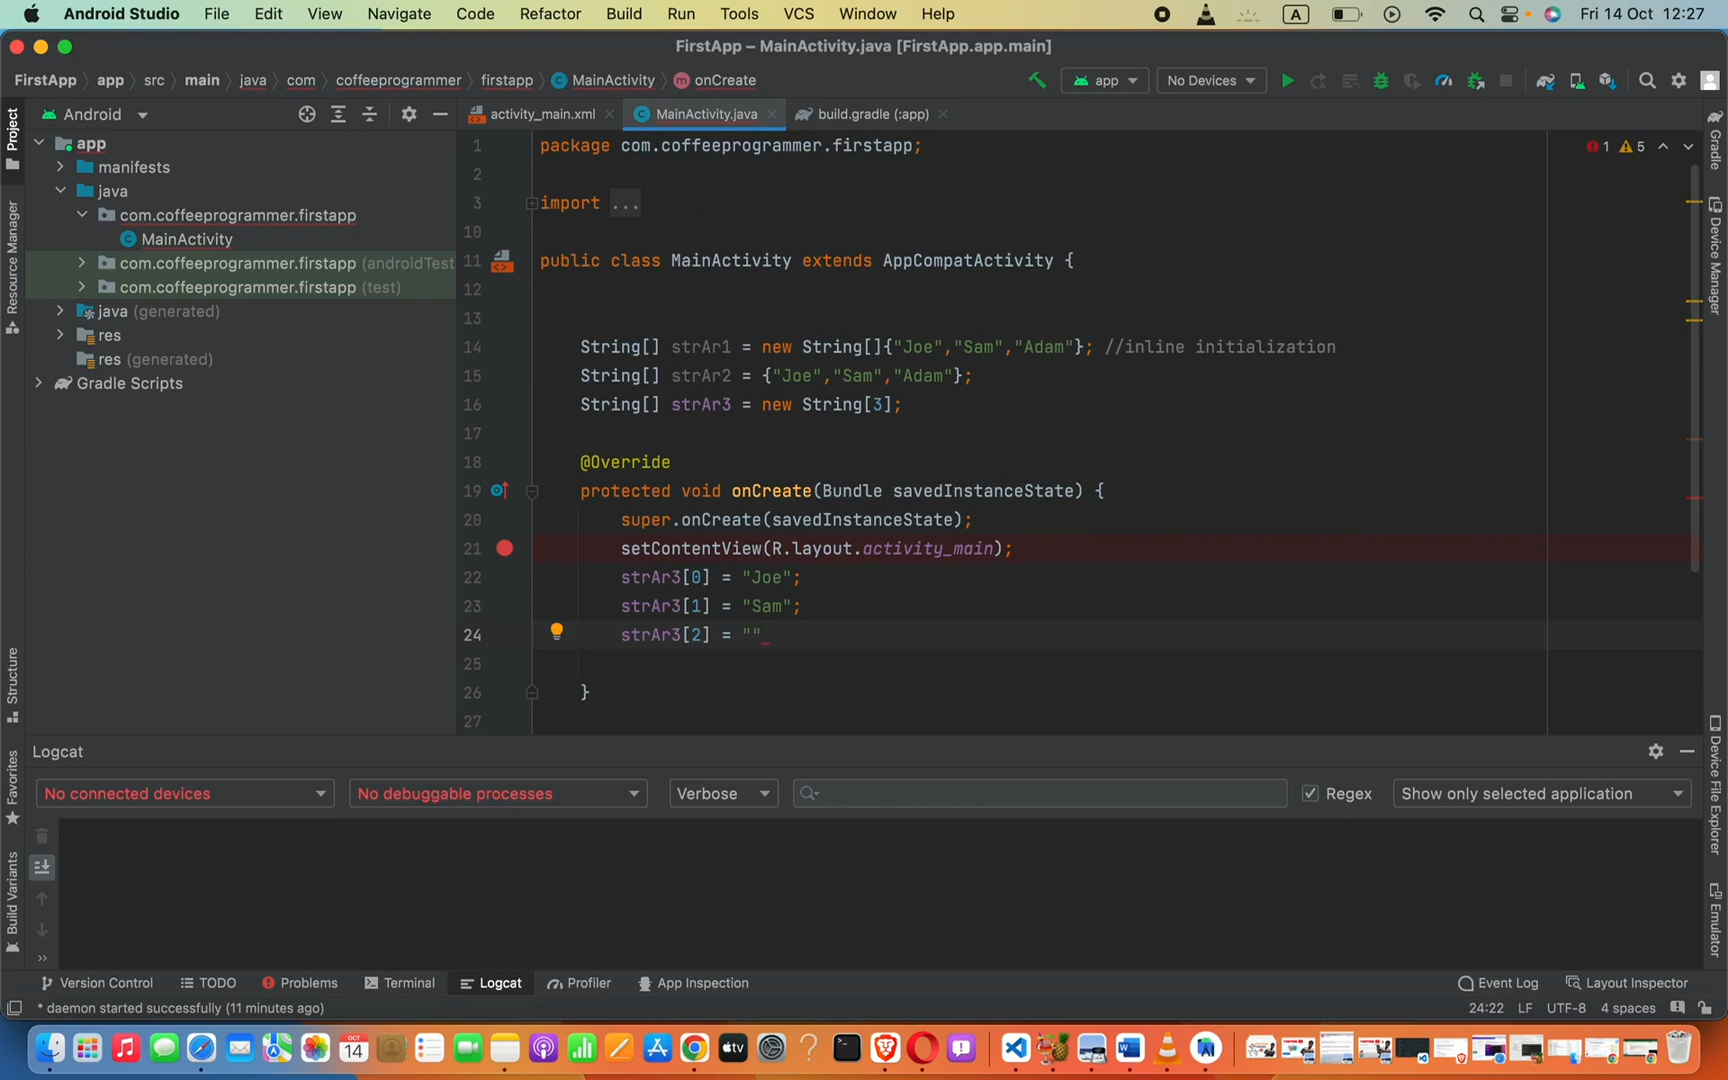 Android Studio File Edit View Navigate Code Refactor Build Run Tools VCS Window Help A Fri 14 Oct 12:27
FirstApp – MainActivity.java [FirstApp.app.main]
FirstApp app src main java com coffeeprogrammer firstapp MainActivity onCreate app No Devices
Android activity_main.xml MainActivity.java build.gradle (:app)
app
manifests
java
com.coffeeprogrammer.firstapp
MainActivity
com.coffeeprogrammer.firstapp (androidTest
com.coffeeprogrammer.firstapp (test)
java (generated)
res
res (generated)
Gradle Scripts
1 package com.coffeeprogrammer.firstapp;
2
3 import ...
10
11 public class MainActivity extends AppCompatActivity {
12
13
14 String[] strAr1 = new String[]{"Joe","Sam","Adam"}; //inline initialization
15 String[] strAr2 = {"Joe","Sam","Adam"};
16 String[] strAr3 = new String[3];
17
18 @Override
19 protected void onCreate(Bundle savedInstanceState) {
20 super.onCreate(savedInstanceState);
21 setContentView(R.layout.activity_main);
22 strAr3[0] = "Joe";
23 strAr3[1] = "Sam";
24 strAr3[2] = ""
25
26 }
27
1 5
Project
Resource Manager
Structure
Favorites
Build Variants
Gradle
Device Manager
Device File Explorer
Emulator
Logcat
No connected devices No debuggable processes Verbose Regex Show only selected application
Version Control TODO Problems Terminal Logcat Profiler App Inspection Event Log Layout Inspector
* daemon started successfully (11 minutes ago) 24:22 LF UTF-8 4 spaces
OCT
14
tv